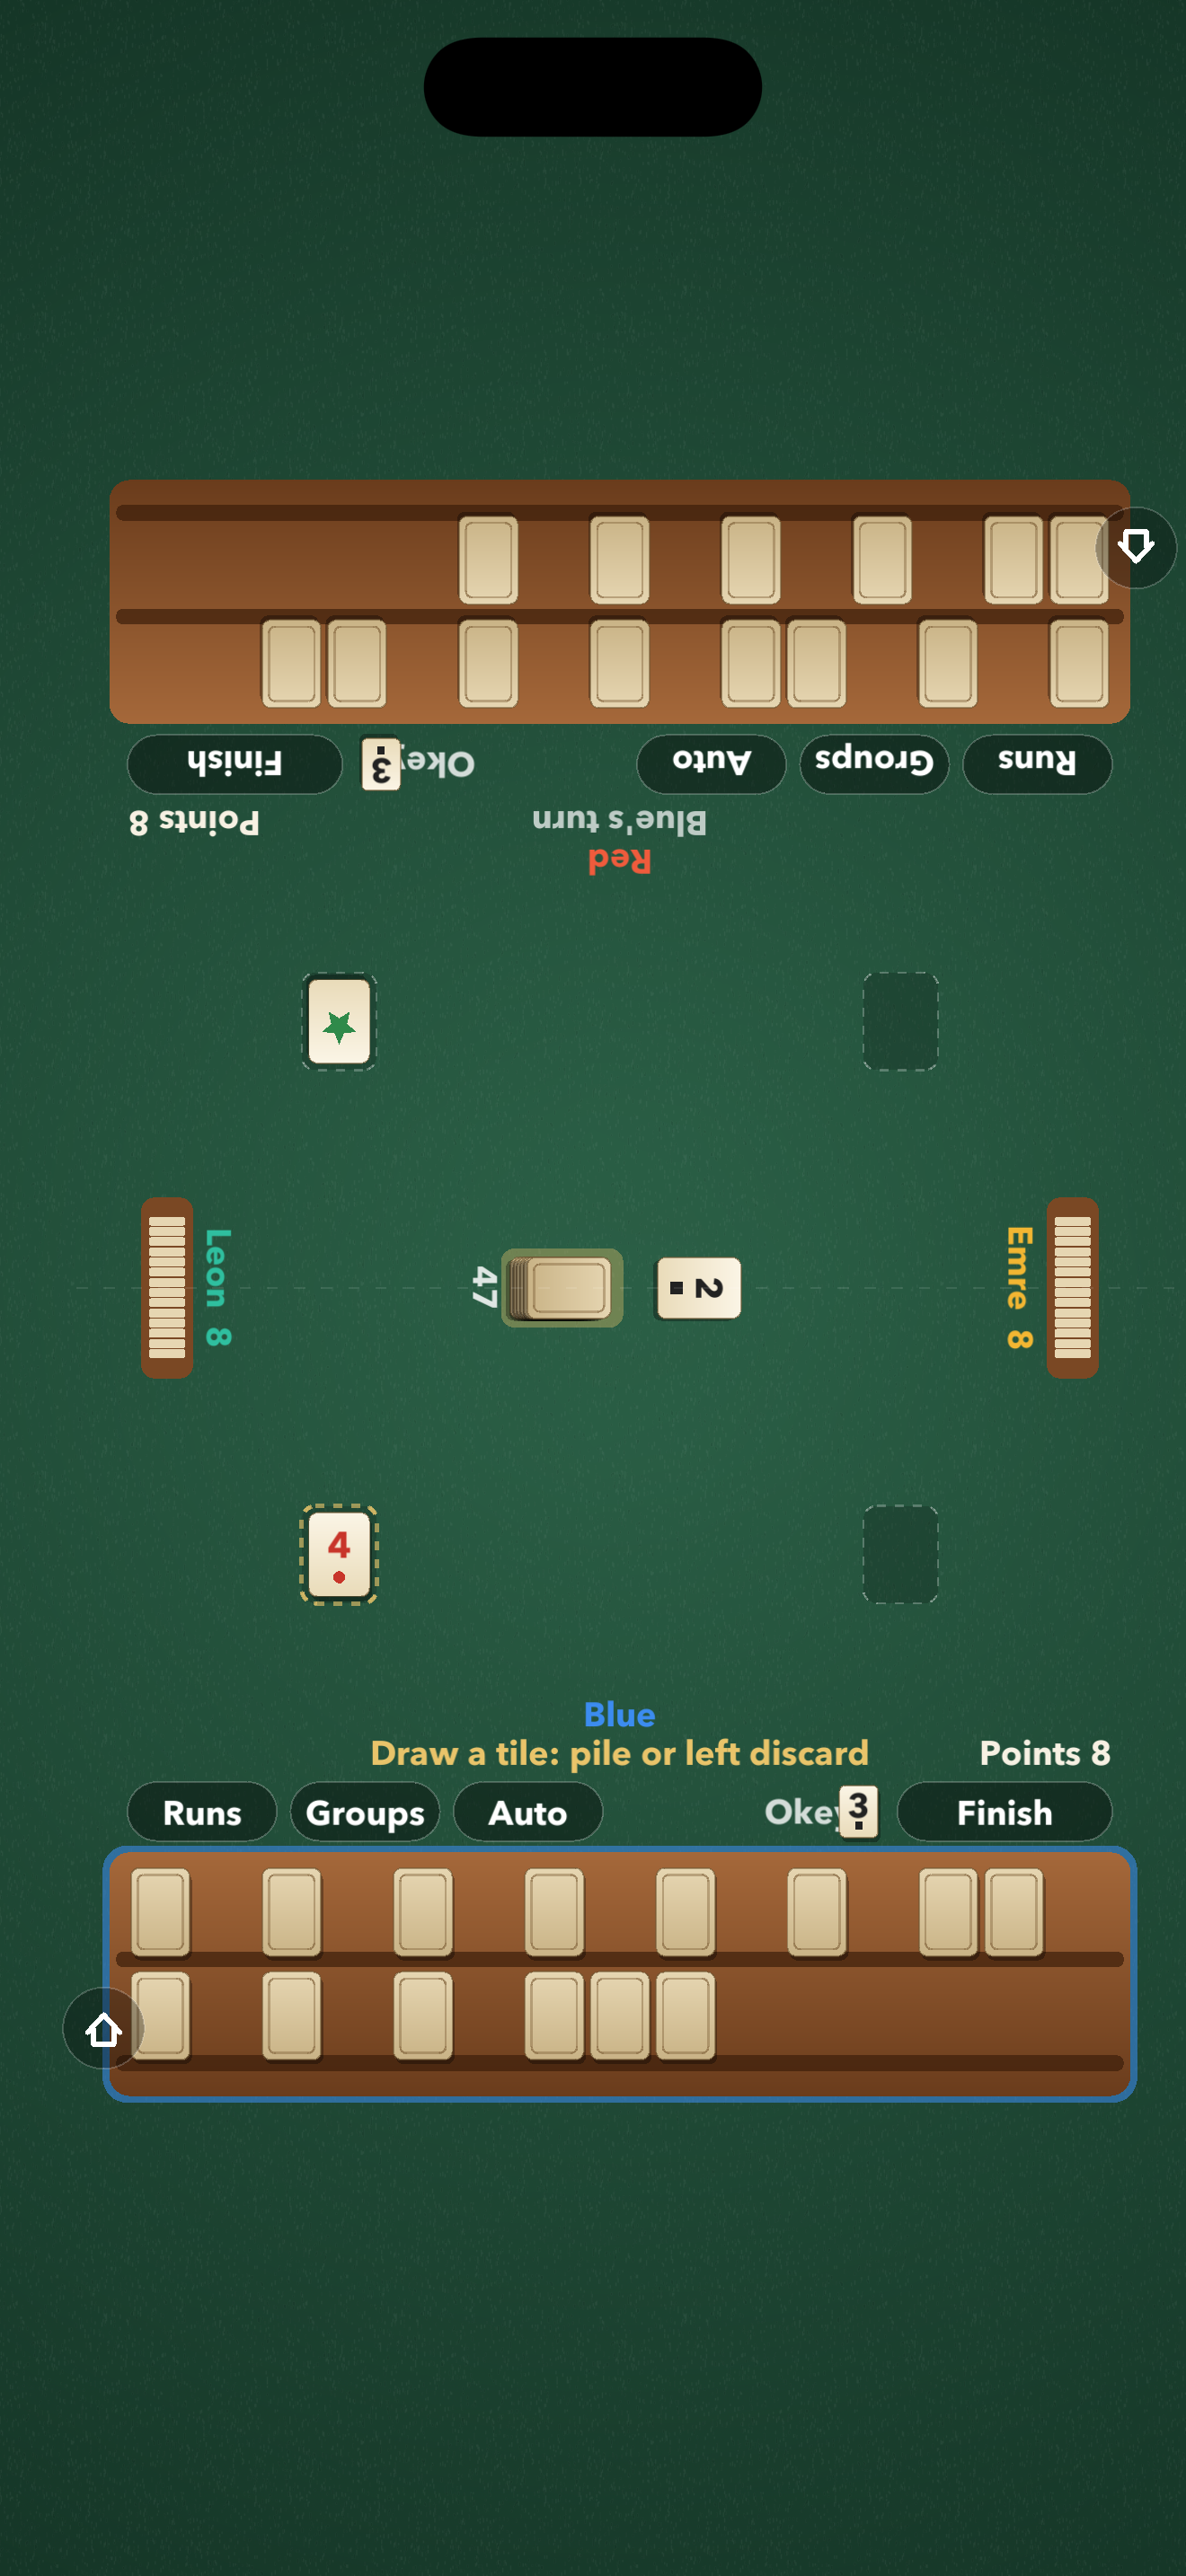 Finish
3
Okey
Auto
Groups
Runs
Points 8
Blue's turn
Red
Leon 8
47
2
Emre 8
4
Blue
Draw a tile: pile or left discard
Points 8
Runs
Groups
Auto
Okey
3
Finish